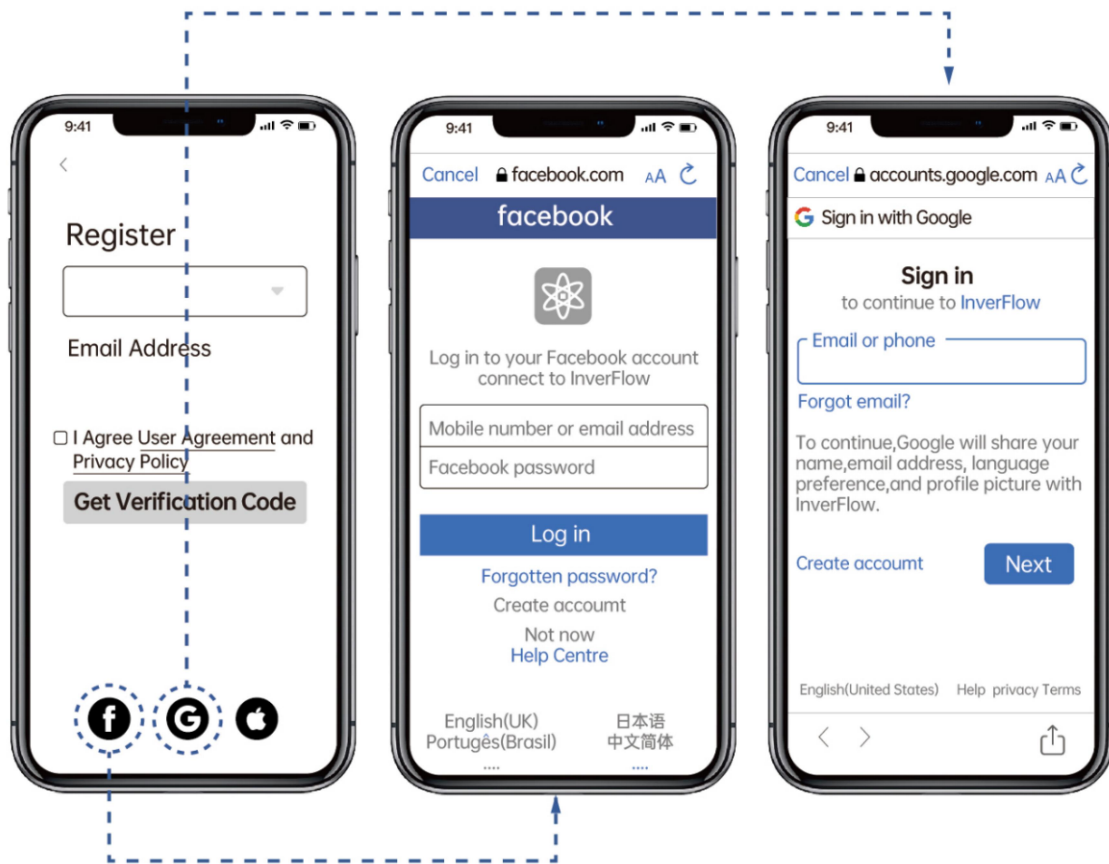 9:41
Register
Email Address
I Agree User Agreement and
Privacy Policy
Get Verification Code
9:41
Cancel facebook.com AA
facebook
Log in to your Facebook account
connect to InverFlow
Mobile number or email address
Facebook password
Log in
Forgotten password?
Create accoumt
Not now
Help Centre
English(UK) 日本语
Portugês(Brasil) 中文简体
.... ....
9:41
Cancel accounts.google.com AA
Sign in with Google
Sign in
to continue to InverFlow
Email or phone
Forgot email?
To continue,Google will share your
name,email address, language
preference,and profile picture with
InverFlow.
Create accoumt Next
English(United States) Help privacy Terms